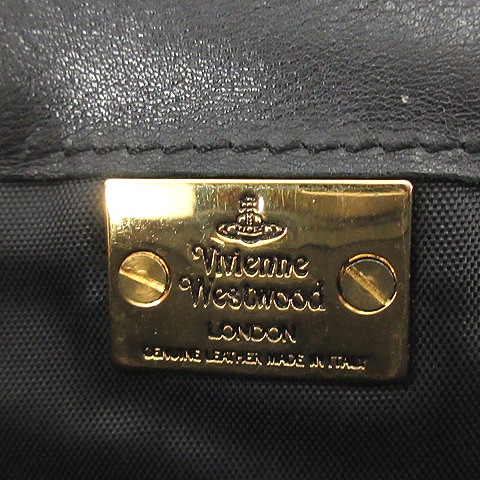 Vivienne
Westwood
LONDON
GENUINE LEATHER MADE IN ITALY